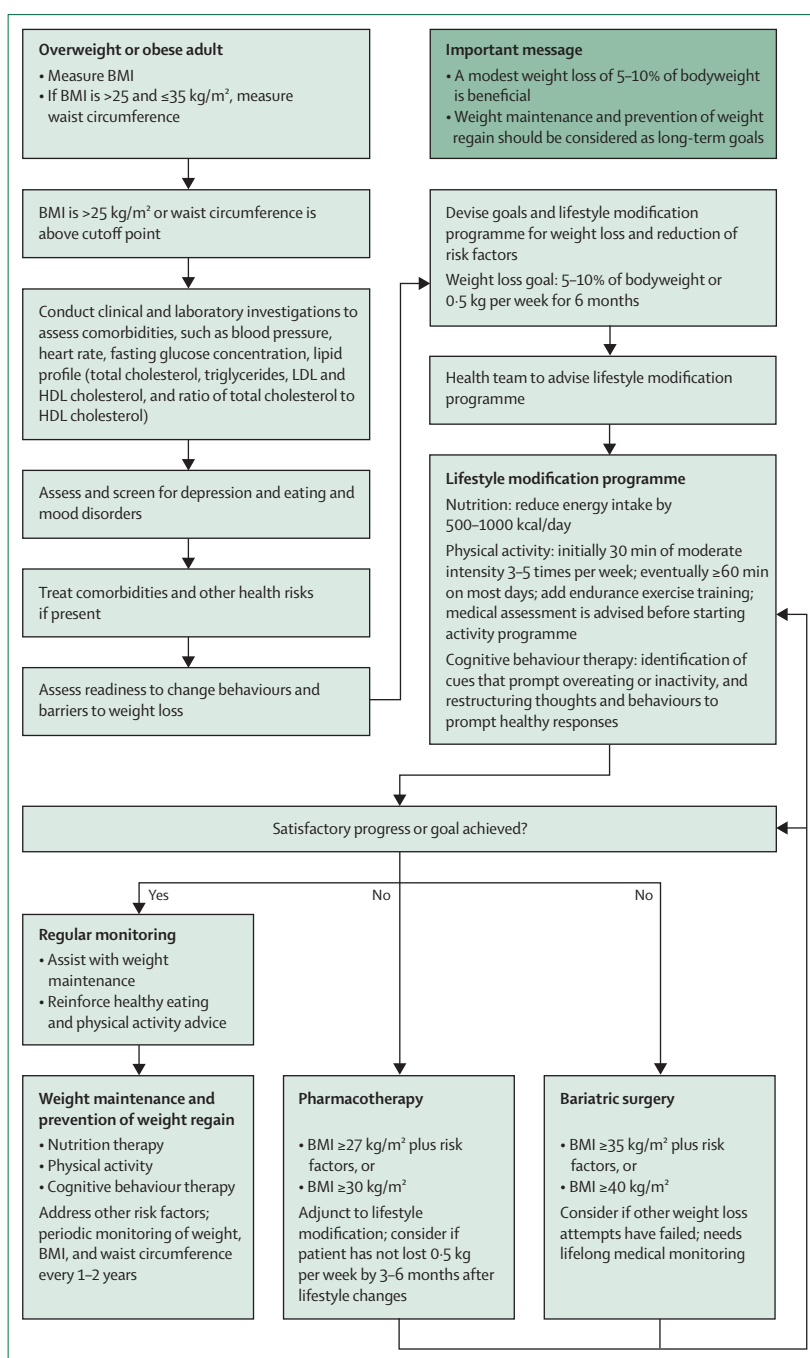 Overweight or obese adult
• Measure BMI
• If BMI is >25 and ≤35 kg/m², measure
waist circumference
BMI is >25 kg/m² or waist circumference is
above cutoff point
Conduct clinical and laboratory investigations to
assess comorbidities, such as blood pressure,
heart rate, fasting glucose concentration, lipid
profile (total cholesterol, triglycerides, LDL and
HDL cholesterol, and ratio of total cholesterol to
HDL cholesterol)
Assess and screen for depression and eating and
mood disorders
Treat comorbidities and other health risks
if present
Assess readiness to change behaviours and
barriers to weight loss
Important message
• A modest weight loss of 5–10% of bodyweight
is beneficial
• Weight maintenance and prevention of weight
regain should be considered as long-term goals
Devise goals and lifestyle modification
programme for weight loss and reduction of
risk factors
Weight loss goal: 5–10% of bodyweight or
0·5 kg per week for 6 months
Health team to advise lifestyle modification
programme
Lifestyle modification programme
Nutrition: reduce energy intake by
500–1000 kcal/day
Physical activity: initially 30 min of moderate
intensity 3–5 times per week; eventually ≥60 min
on most days; add endurance exercise training;
medical assessment is advised before starting
activity programme
Cognitive behaviour therapy: identification of
cues that prompt overeating or inactivity, and
restructuring thoughts and behaviours to
prompt healthy responses
Satisfactory progress or goal achieved?
Yes
No
No
Regular monitoring
• Assist with weight
maintenance
• Reinforce healthy eating
and physical activity advice
Weight maintenance and
prevention of weight regain
• Nutrition therapy
• Physical activity
• Cognitive behaviour therapy
Address other risk factors;
periodic monitoring of weight,
BMI, and waist circumference
every 1–2 years
Pharmacotherapy
• BMI ≥27 kg/m² plus risk
factors, or
• BMI ≥30 kg/m²
Adjunct to lifestyle
modification; consider if
patient has not lost 0·5 kg
per week by 3–6 months after
lifestyle changes
Bariatric surgery
• BMI ≥35 kg/m² plus risk
factors, or
• BMI ≥40 kg/m²
Consider if other weight loss
attempts have failed; needs
lifelong medical monitoring